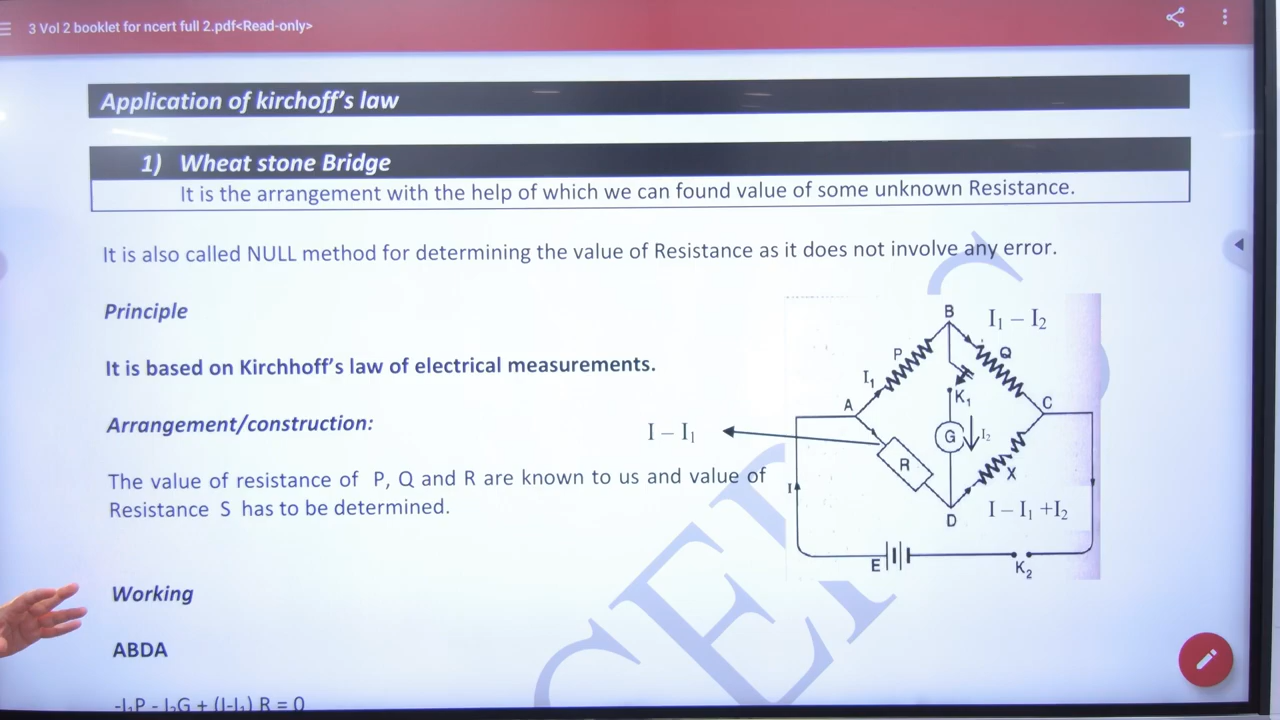 3 Vol 2 booklet for ncert full 2.pdf<Read-only>
Application of kirchoff's law
1) Wheat stone Bridge
It is the arrangement with the help of which we can found value of some unknown Resistance.
It is also called NULL method for determining the value of Resistance as it does not involve any error.
Principle
It is based on Kirchhoff's law of electrical measurements.
Arrangement/construction:
The value of resistance of P, Q and R are known to us and value of
Resistance S has to be determined.
B
I₁ – I₂
P
Q
I₁
K₁
A
C
I – I₁
G
I₂
R
X
I
I – I₁ +I₂
D
E
K₂
Working
ABDA
-I₁P - I₂G + (I-I₁) R = 0
CEIC